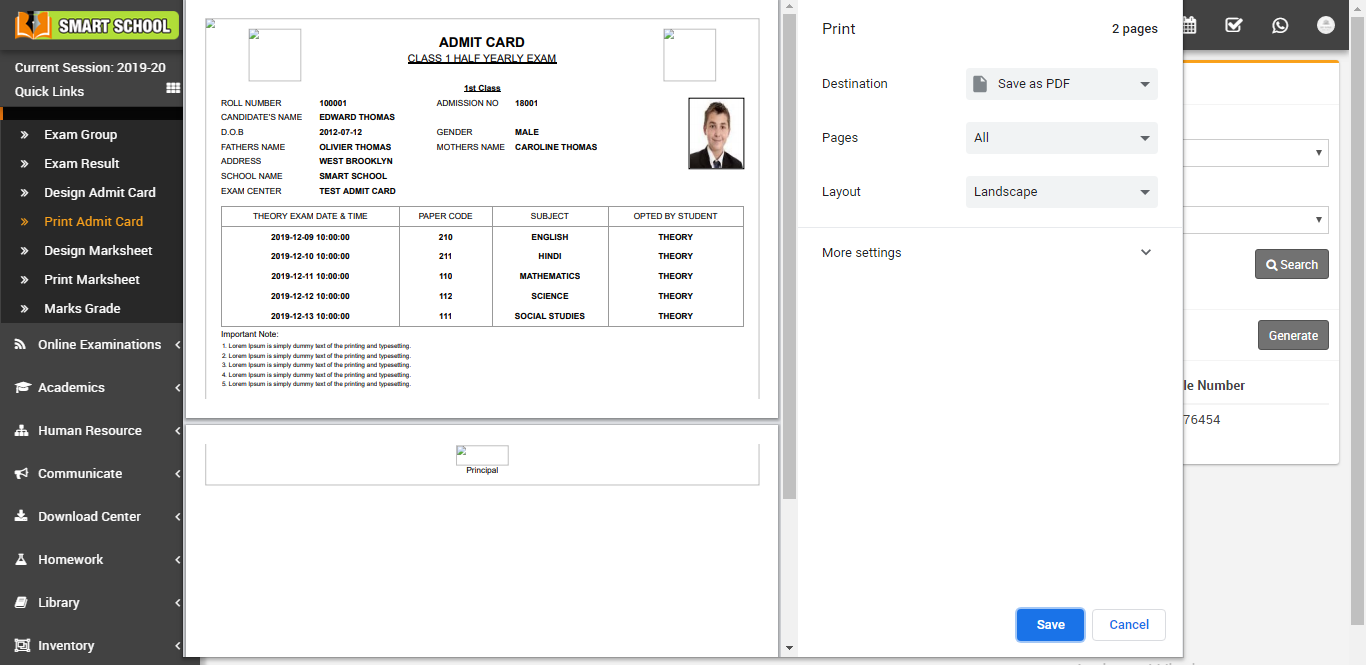 SMART SCHOOL
Current Session: 2019-20
Quick Links
Exam Group
Exam Result
Design Admit Card
Print Admit Card
Design Marksheet
Print Marksheet
Marks Grade
Online Examinations
Academics
Human Resource
Communicate
Download Center
Homework
Library
Inventory
ADMIT CARD
CLASS 1 HALF YEARLY EXAM
1st Class
ROLL NUMBER 100001 ADMISSION NO 18001
CANDIDATE'S NAME EDWARD THOMAS
D.O.B 2012-07-12 GENDER MALE
FATHERS NAME OLIVIER THOMAS MOTHERS NAME CAROLINE THOMAS
ADDRESS WEST BROOKLYN
SCHOOL NAME SMART SCHOOL
EXAM CENTER TEST ADMIT CARD
THEORY EXAM DATE & TIME PAPER CODE SUBJECT OPTED BY STUDENT
2019-12-09 10:00:00 210 ENGLISH THEORY
2019-12-10 10:00:00 211 HINDI THEORY
2019-12-11 10:00:00 110 MATHEMATICS THEORY
2019-12-12 10:00:00 112 SCIENCE THEORY
2019-12-13 10:00:00 111 SOCIAL STUDIES THEORY
Important Note:
1. Lorem Ipsum is simply dummy text of the printing and typesetting.
2. Lorem Ipsum is simply dummy text of the printing and typesetting.
3. Lorem Ipsum is simply dummy text of the printing and typesetting.
4. Lorem Ipsum is simply dummy text of the printing and typesetting.
5. Lorem Ipsum is simply dummy text of the printing and typesetting.
Principal
Print 2 pages
Destination Save as PDF
Pages All
Layout Landscape
More settings
Save Cancel
Search
Generate
le Number
76454